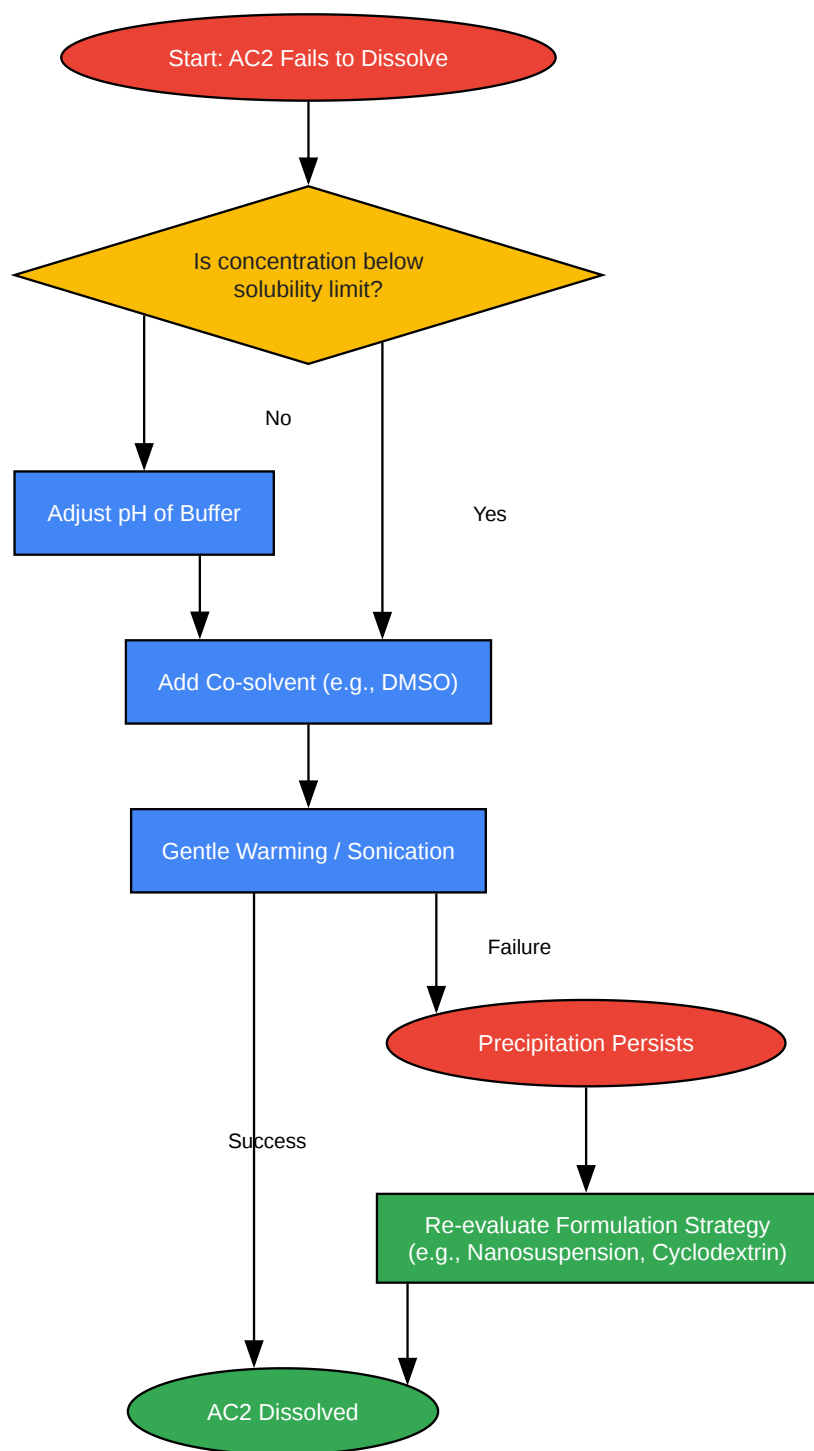 Start: AC2 Fails to Dissolve
Is concentration below
solubility limit?
No
Adjust pH of Buffer
Yes
Add Co-solvent (e.g., DMSO)
Gentle Warming / Sonication
Failure
Precipitation Persists
Success
Re-evaluate Formulation Strategy
(e.g., Nanosuspension, Cyclodextrin)
AC2 Dissolved